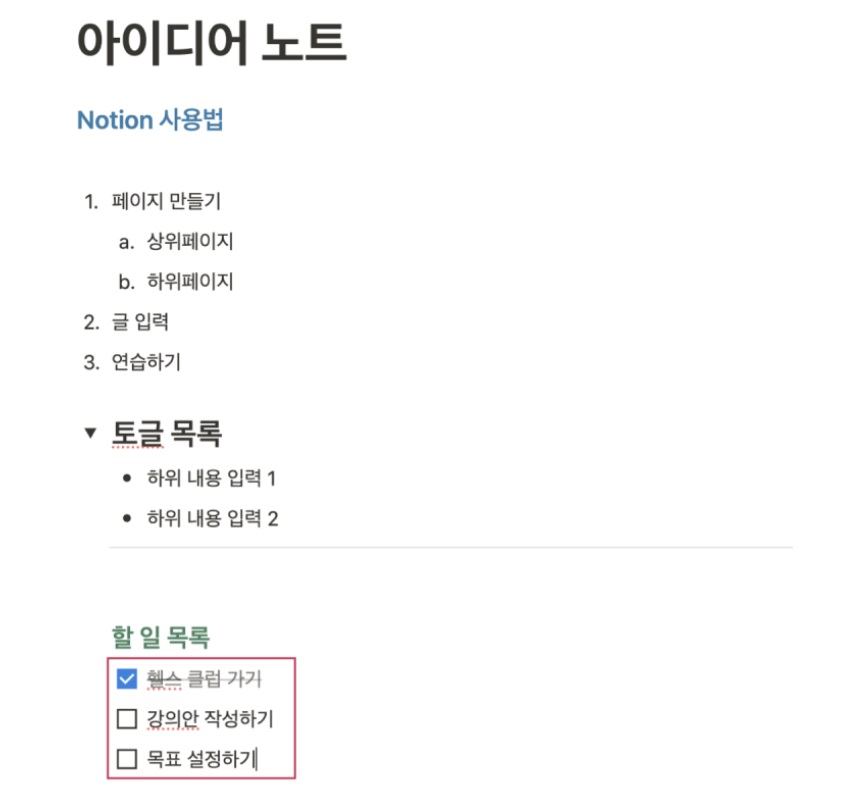 아이디어 노트
Notion 사용법
1. 페이지 만들기
a. 상위페이지
b. 하위페이지
2. 글 입력
3. 연습하기
▼ 토글 목록
• 하위 내용 입력 1
• 하위 내용 입력 2
할 일 목록
헬스 클럽 가기
강의안 작성하기
목표 설정하기